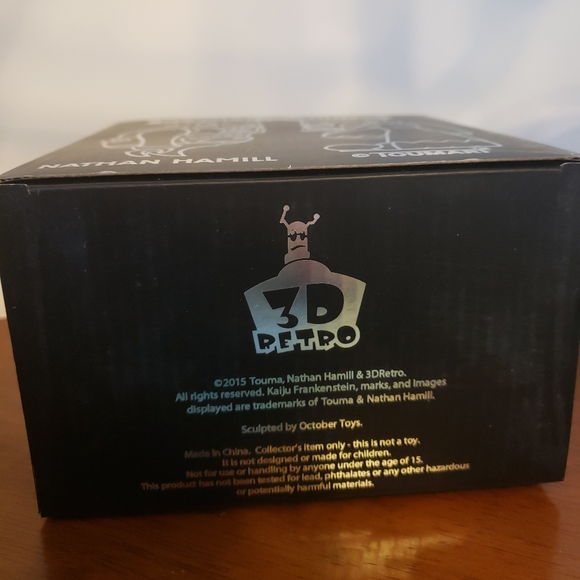 NATHAN HAMILL
© TOUMART
3D
RETRO
©2015 Touma, Nathan Hamill & 3DRetro.
All rights reserved. Kaiju Frankenstein, marks, and Images
displayed are trademarks of Touma & Nathan Hamill.
Sculpted by October Toys.
Made in China. Collector's item only - this is not a toy.
It is not designed or made for children.
Not for use or handling by anyone under the age of 15.
This product has not been tested for lead, phthalates or any other hazardous
or potentially harmful materials.